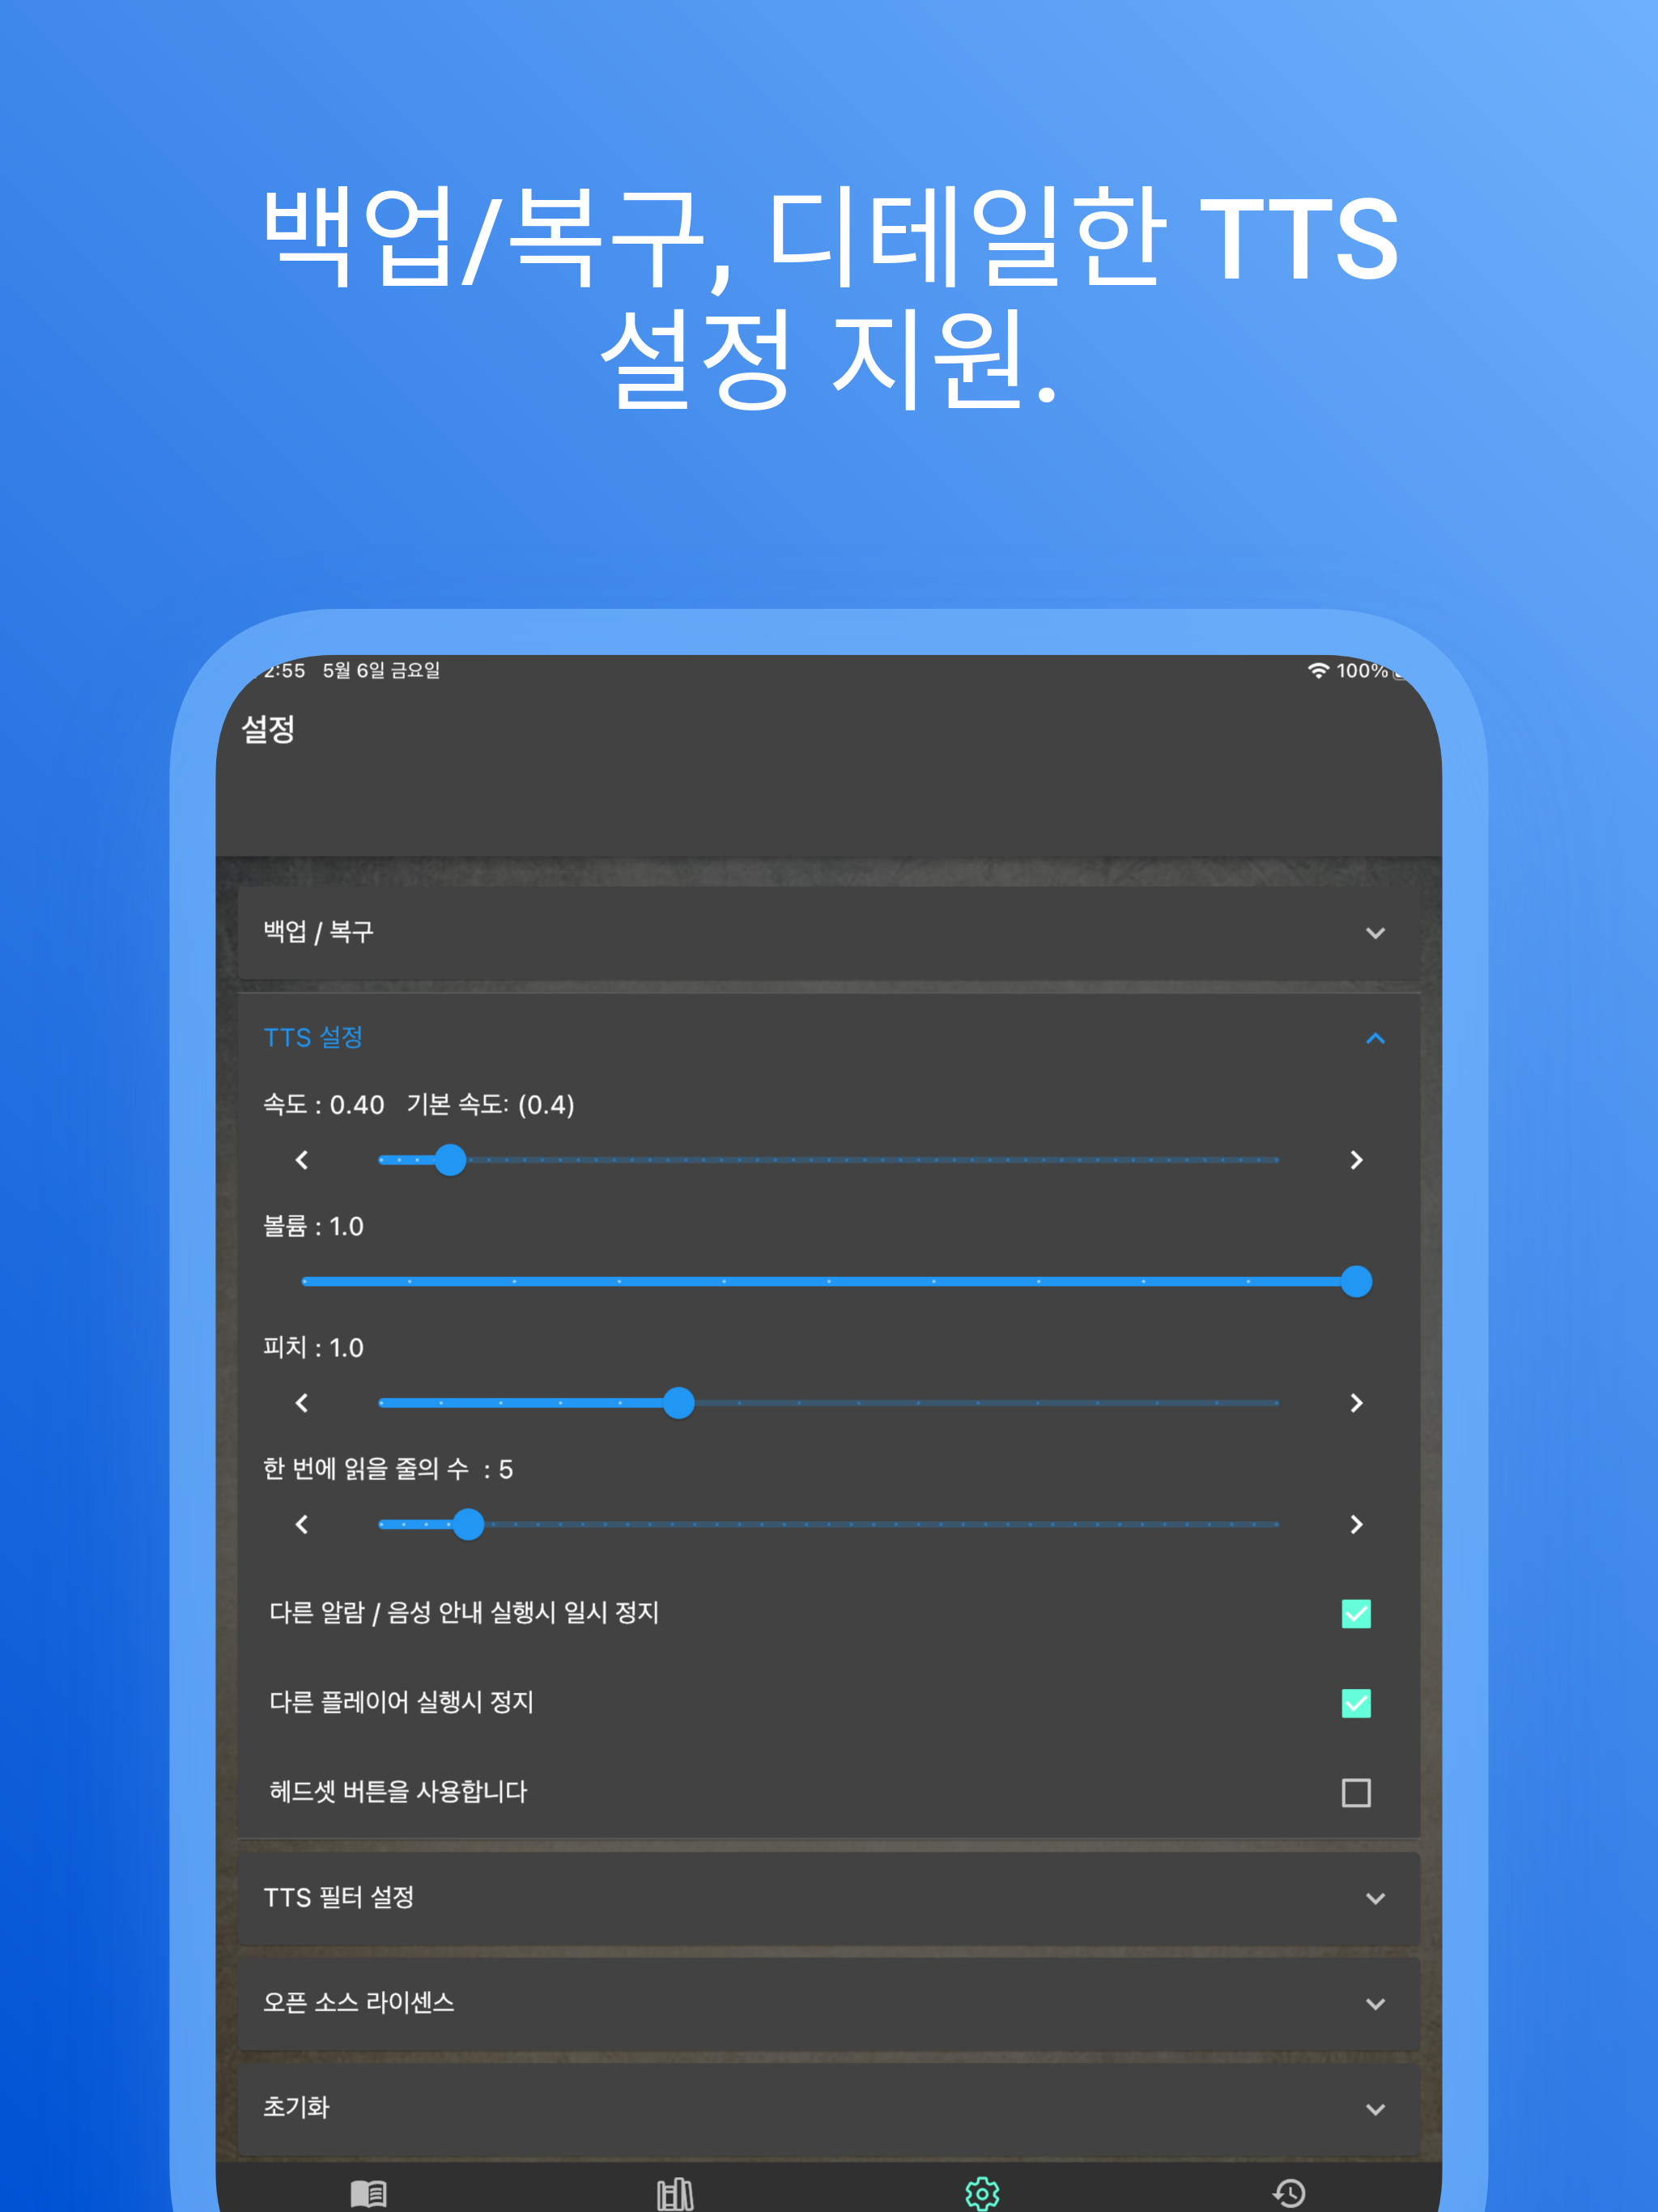 백업/복구, 디테일한 TTS
설정 지원.
2:55 5월 6일 금요일 100%
설정
백업 / 복구
TTS 설정
속도 : 0.40 기본 속도: (0.4)
볼륨 : 1.0
피치 : 1.0
한 번에 읽을 줄의 수 : 5
다른 알람 / 음성 안내 실행시 일시 정지
다른 플레이어 실행시 정지
헤드셋 버튼을 사용합니다
TTS 필터 설정
오픈 소스 라이센스
초기화